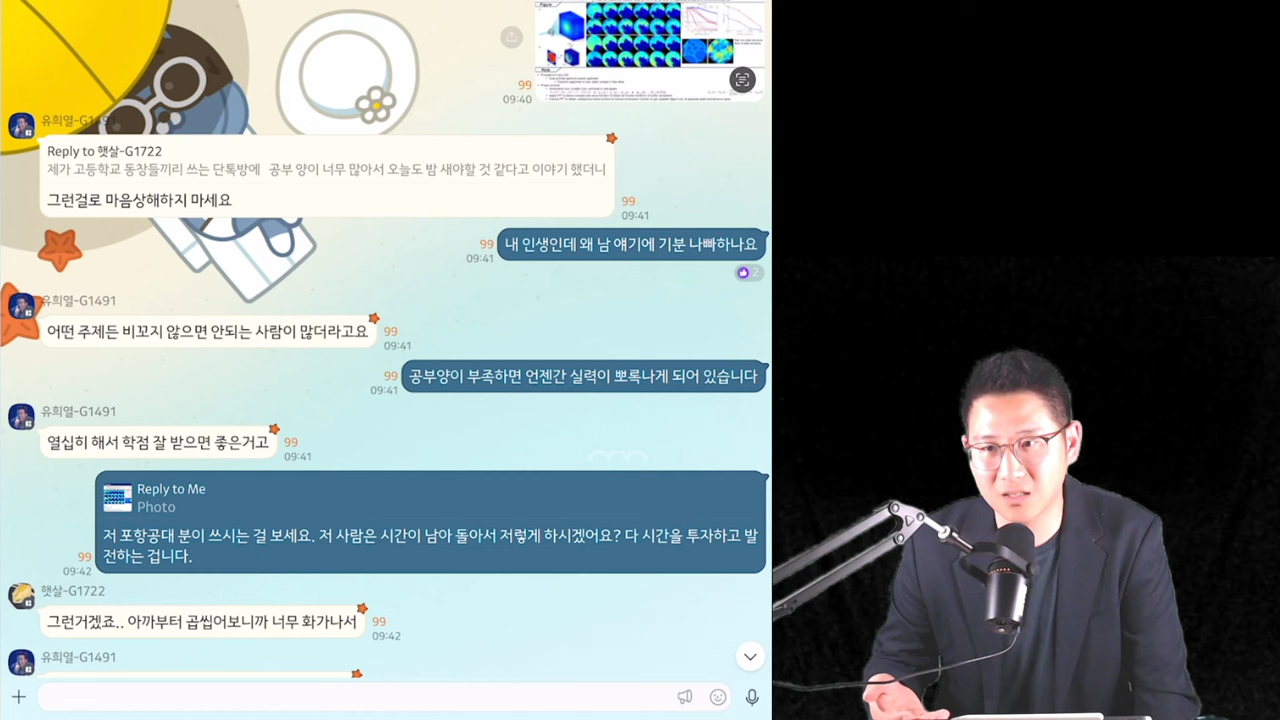 Figure
99
09:40
유희열-G1491
Reply to 햇살-G1722
제가 고등학교 동창들끼리 쓰는 단톡방에 공부 양이 너무 많아서 오늘도 밤 새야할 것 같다고 이야기 했더니
그런걸로 마음상해하지 마세요
99
09:41
99
09:41
내 인생인데 왜 남 얘기에 기분 나빠하나요
2
유희열-G1491
어떤 주제든 비꼬지 않으면 안되는 사람이 많더라고요
99
09:41
99
09:41
공부양이 부족하면 언젠간 실력이 뽀록나게 되어 있습니다
유희열-G1491
열십히 해서 학점 잘 받으면 좋은거고
99
09:41
Reply to Me
Photo
저 포항공대 분이 쓰시는 걸 보세요. 저 사람은 시간이 남아 돌아서 저렇게 하시겠어요? 다 시간을 투자하고 발
전하는 겁니다.
99
09:42
햇살-G1722
그런거겠죠.. 아까부터 곱씹어보니까 너무 화가나서
99
09:42
유희열-G1491